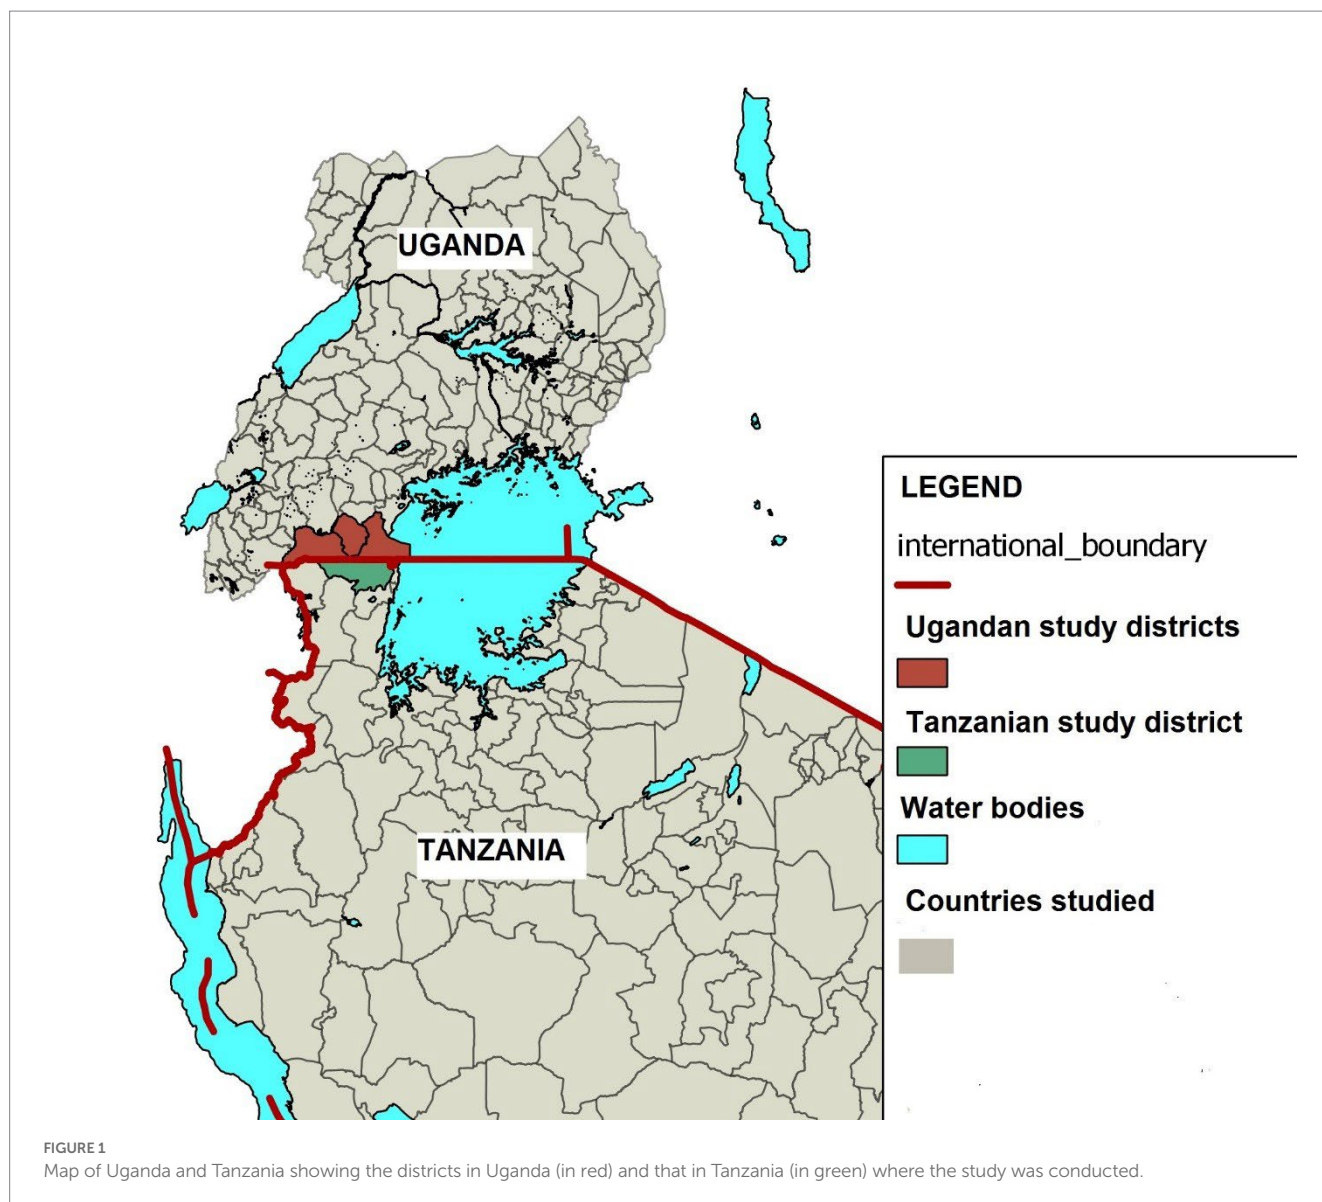 UGANDA
TANZANIA
LEGEND
international_boundary
Ugandan study districts
Tanzanian study district
Water bodies
Countries studied
FIGURE 1
Map of Uganda and Tanzania showing the districts in Uganda (in red) and that in Tanzania (in green) where the study was conducted.